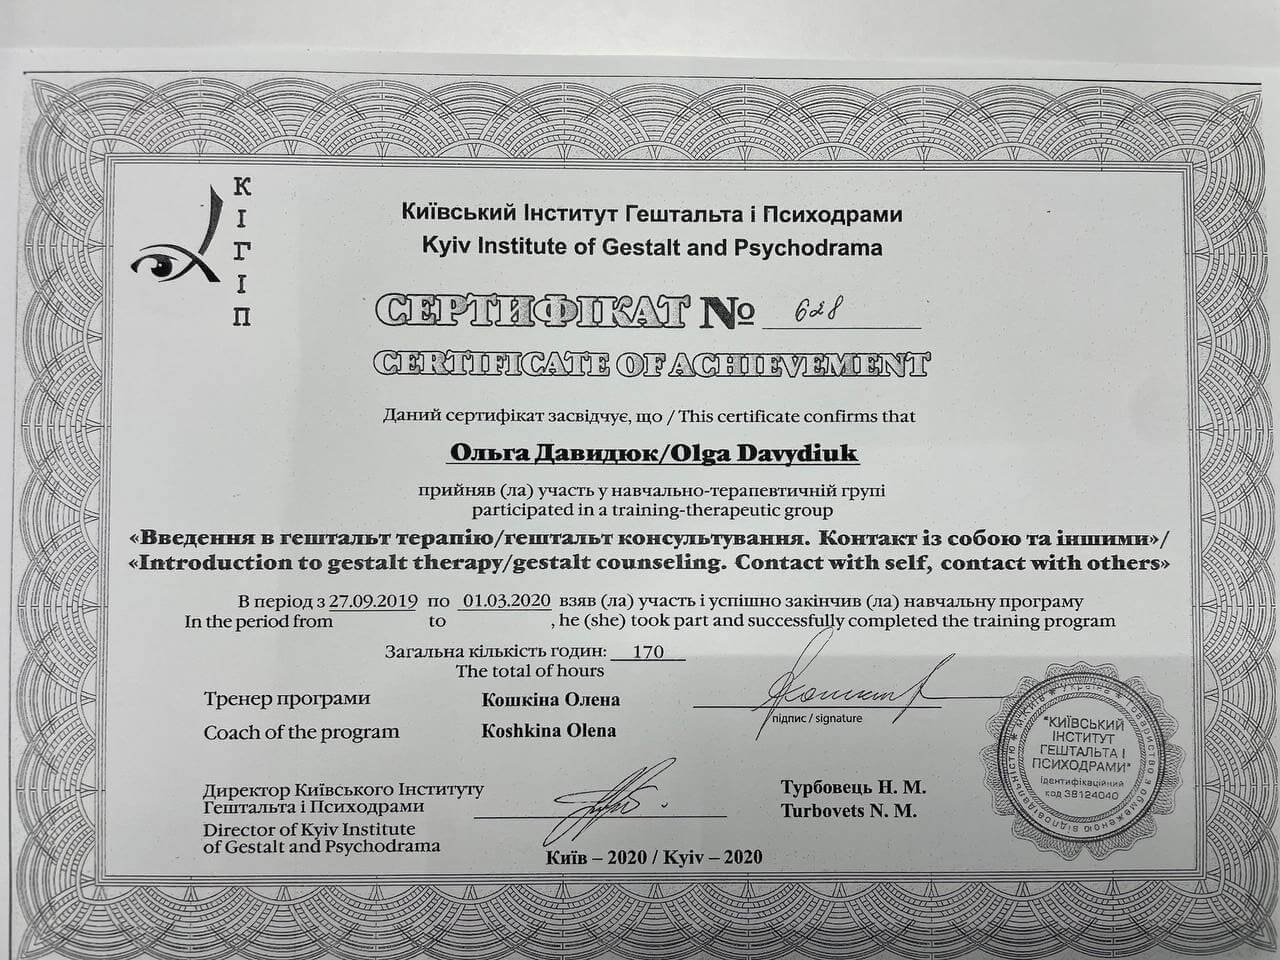 КІГІП
Київський Інститут Гештальта і Психодрами
Kyiv Institute of Gestalt and Psychodrama
СЕРТИФІКАТ № 628
CERTIFICATE OF ACHIEVEMENT
Даний сертифікат засвідчує, що / This certificate confirms that
Ольга Давидюк/Olga Davydiuk
прийняв (ла) участь у навчально-терапевтичній групі
participated in a training-therapeutic group
«Введення в гештальт терапію/гештальт консультування. Контакт із собою та іншими»/
«Introduction to gestalt therapy/gestalt counseling. Contact with self, contact with others»
В період з 27.09.2019 по 01.03.2020 взяв (ла) участь і успішно закінчив (ла) навчальну програму
In the period from to , he (she) took part and successfully completed the training program
Загальна кількість годин: 170
The total of hours
Тренер програми Кошкіна Олена
підпис / signature
Coach of the program Koshkina Olena
Директор Київського Інституту
Гештальта і Психодрами
Director of Kyiv Institute
of Gestalt and Psychodrama
Турбовець Н. М.
Turbovets N. M.
Київ – 2020 / Kyiv – 2020
"КИЇВСЬКИЙ
ІНСТИТУТ
ГЕШТАЛЬТА І
ПСИХОДРАМИ"
Ідентифікаційний
код 38124040
Україна * Товариство з обмеженою відповідальністю * м.Київ *